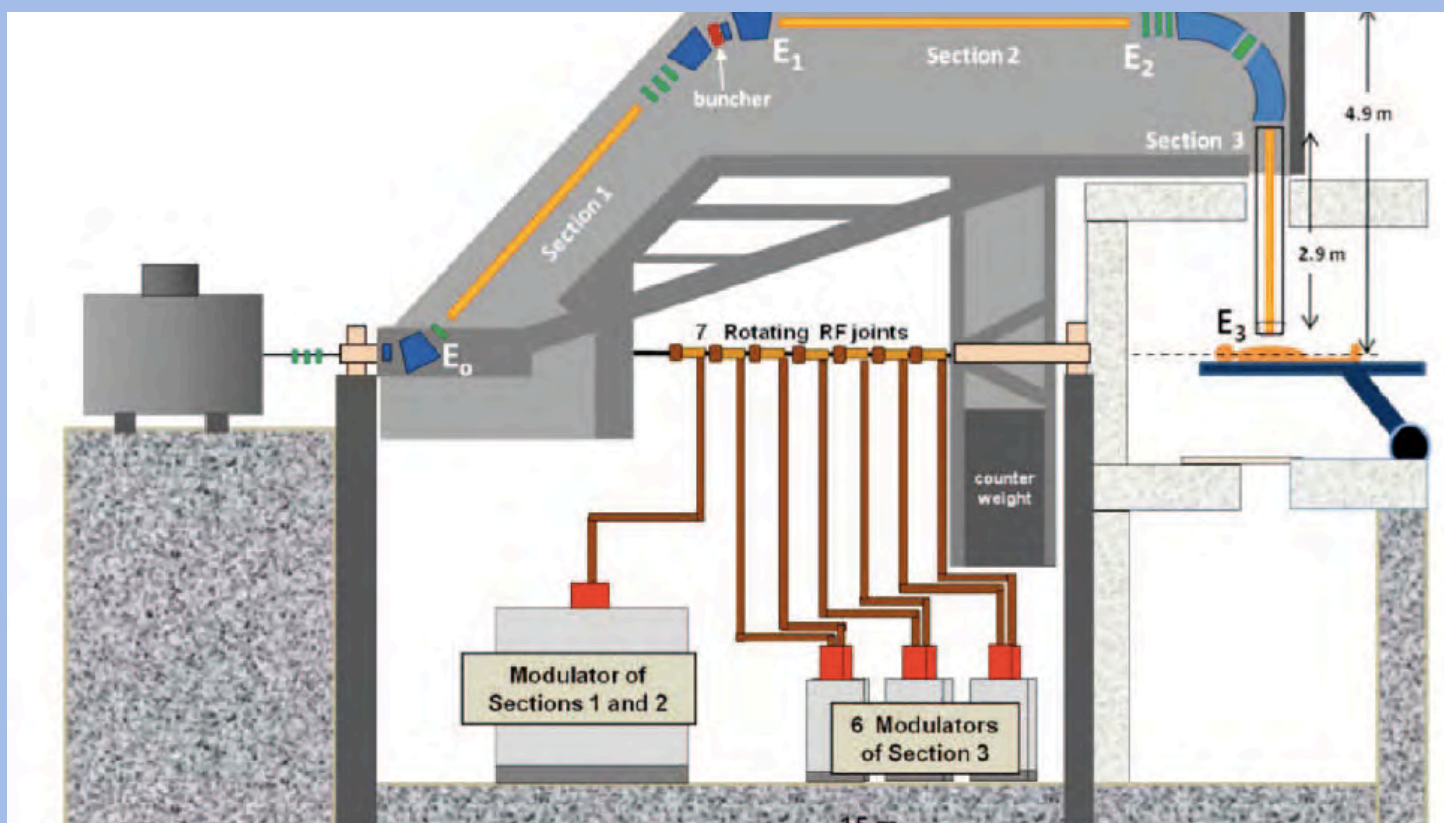 E1
Section 2
E2
buncher
4.9 m
Section 3
Section 1
2.9 m
E3
7 Rotating RF joints
Eo
counter
weight
Modulator of
Sections 1 and 2
6 Modulators
of Section 3
15 m